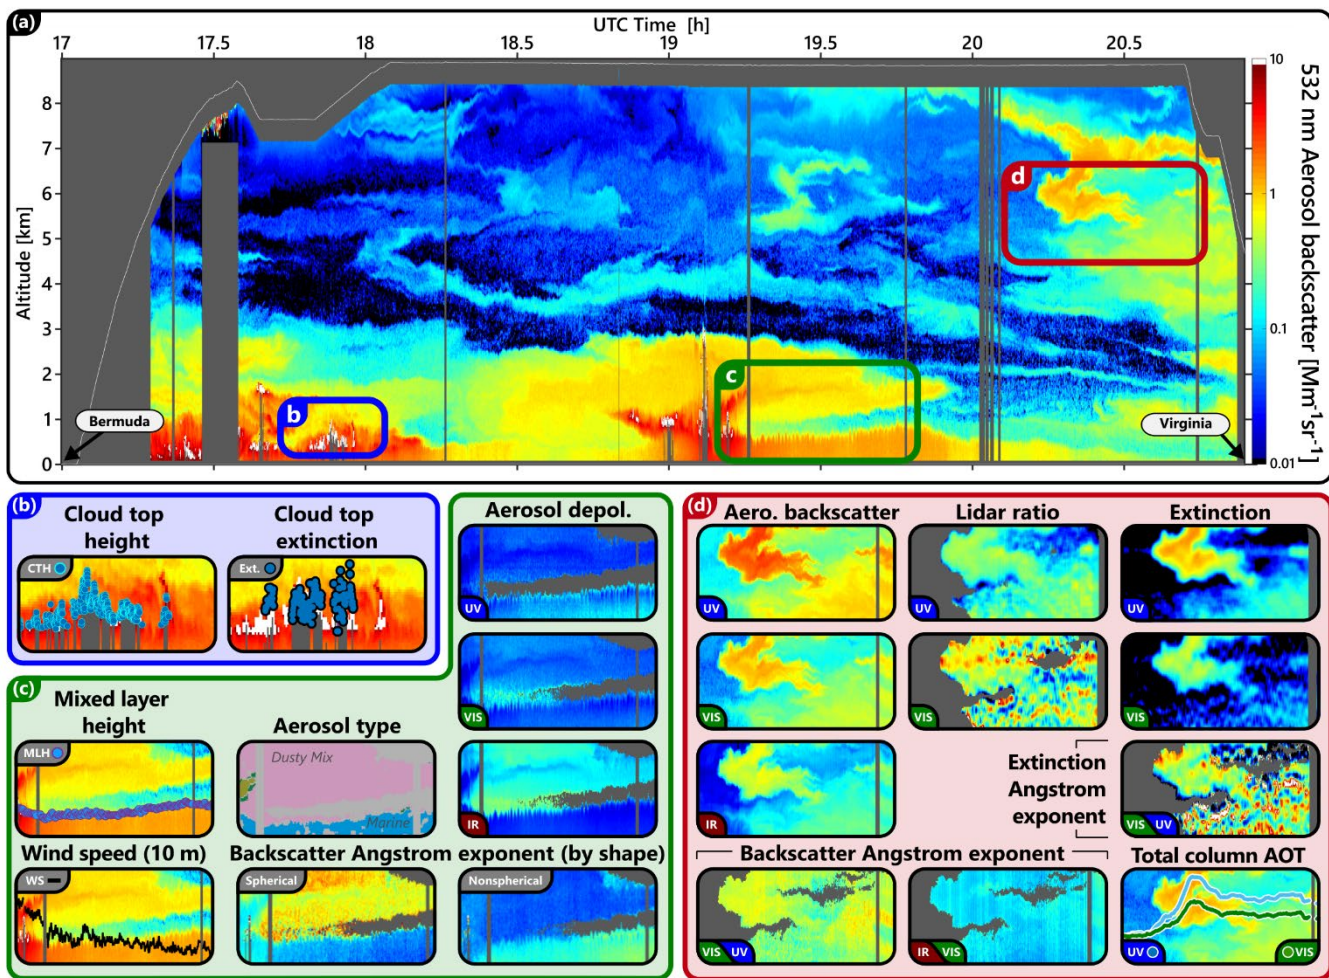 (a)
UTC Time [h]
17 17.5 18 18.5 19 19.5 20 20.5
Altitude [km]
8
7
6
5
4
3
2
1
0
532 nm Aerosol backscatter [Mm⁻¹sr⁻¹]
10
1
0.1
0.01
Bermuda
Virginia
b
c
d
(b)
Cloud top
height
CTH
Cloud top
extinction
Ext.
(c)
Aerosol depol.
UV
VIS
IR
Mixed layer
height
MLH
Aerosol type
Dusty Mix
Marine
Wind speed (10 m)
WS
Backscatter Angstrom exponent (by shape)
Spherical
Nonspherical
(d)
Aero. backscatter
UV
VIS
IR
Lidar ratio
UV
VIS
Extinction
UV
VIS
Extinction
Angstrom
exponent
VIS UV
Backscatter Angstrom exponent
VIS UV
IR VIS
Total column AOT
UV
VIS